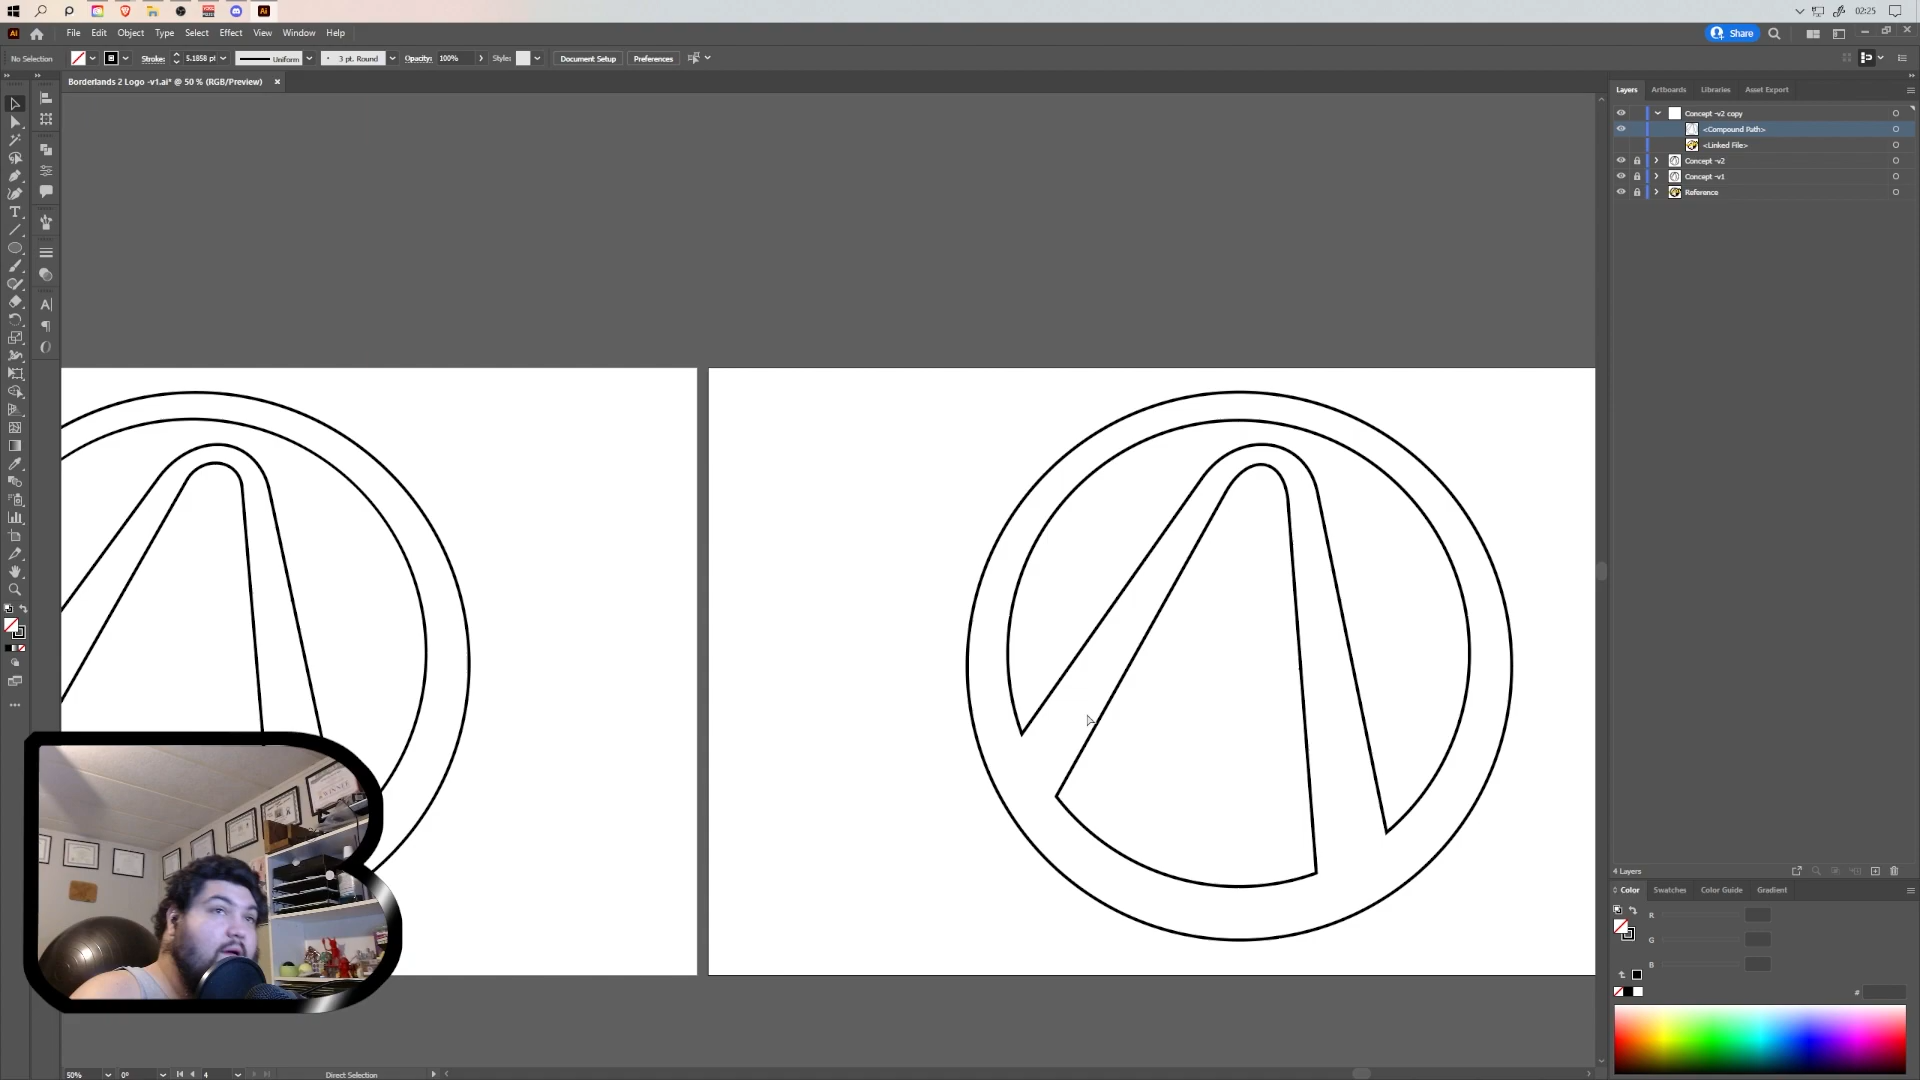 02:25
Ai
File Edit Object Type Select Effect View Window Help
Share
No Selection
Stroke: 5.1858 pt
Uniform
3 pt. Round
Opacity: 100%
Style:
Document Setup
Preferences
Borderlands 2 Logo -v1.ai* @ 50 % (RGB/Preview)
Layers Artboards Libraries Asset Export
Concept -v2 copy
<Compound Path>
<Linked File>
Concept -v2
Concept -v1
Reference
4 Layers
Color Swatches Color Guide Gradient
R
G
B
#
50% 0° 4 Direct Selection